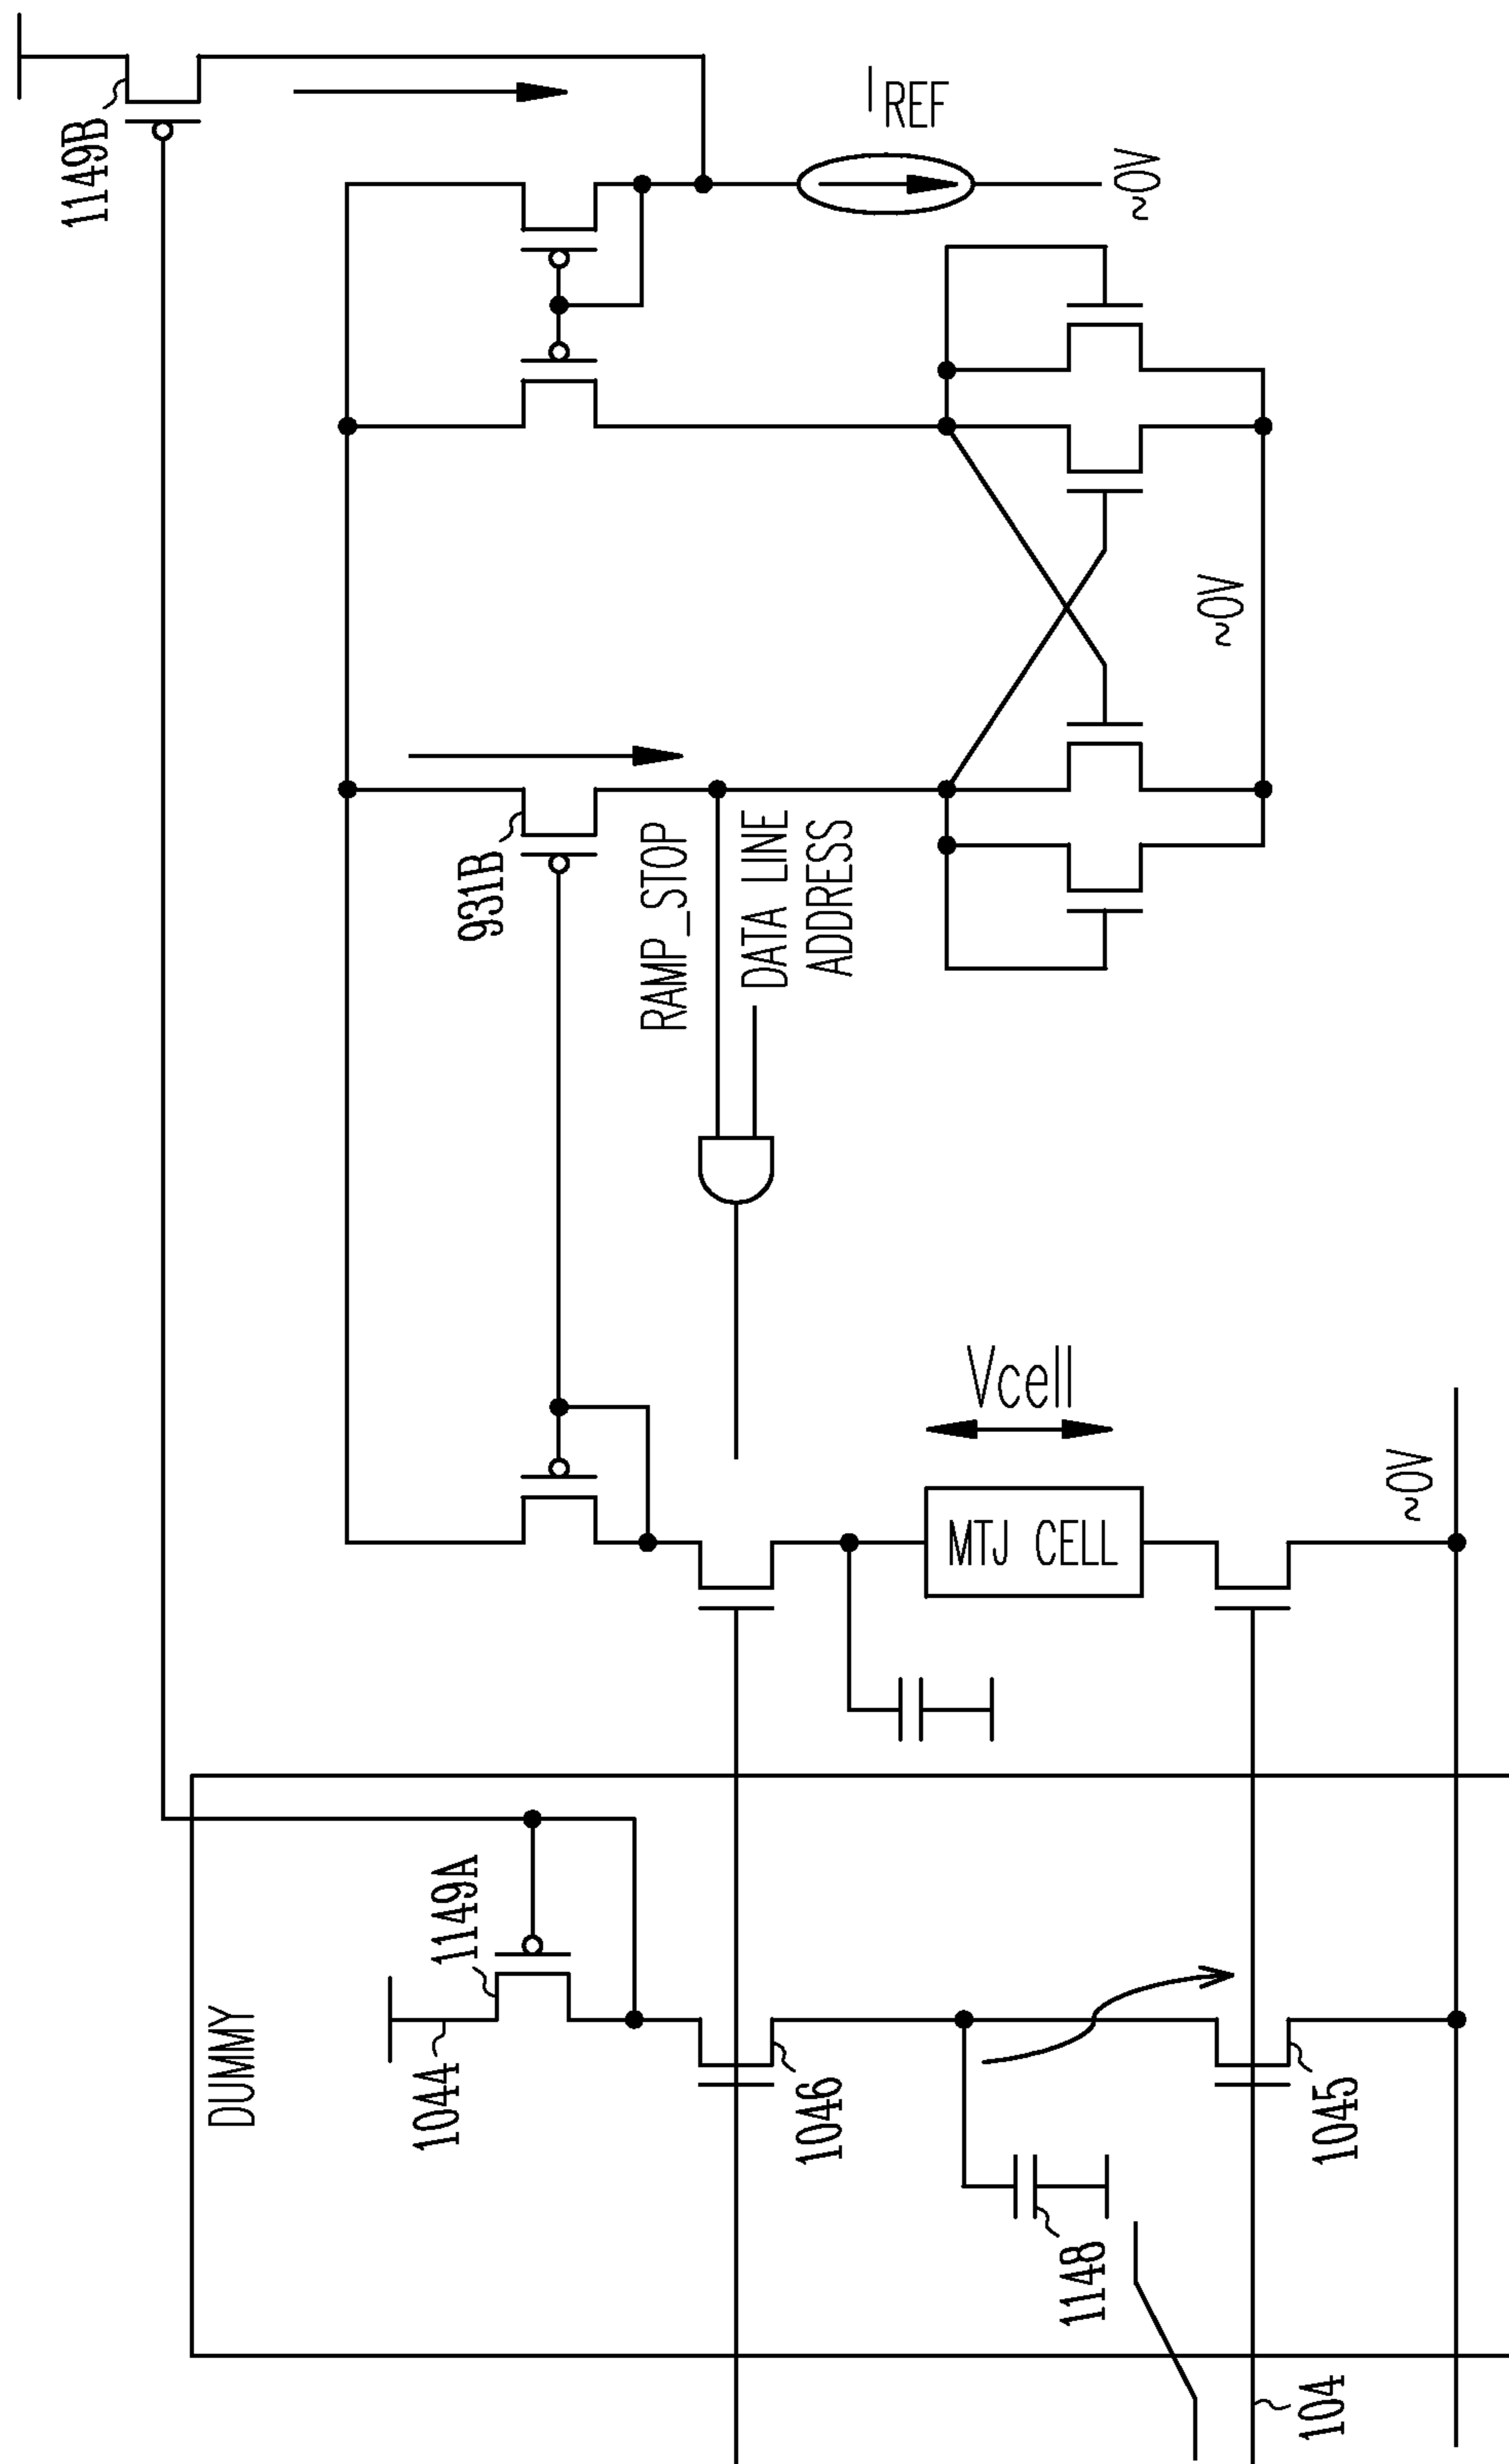 1149B
I REF
~0V
931B
RAMP_STOP
DATA LINE
ADDRESS
~0V
Vcell
MTJ CELL
~0V
DUMMY
1149A
1044
1046
1148
1045
104